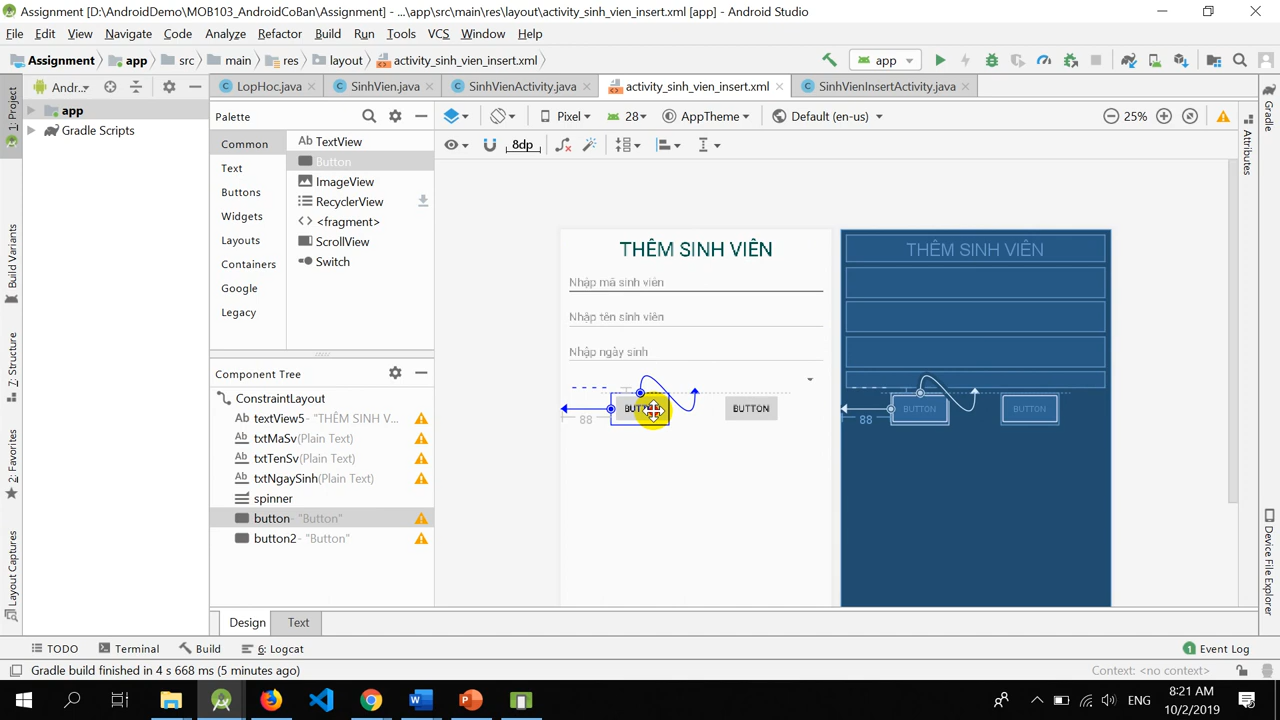 Assignment [D:\AndroidDemo\MOB103_AndroidCoBan\Assignment] - ...\app\src\main\res\layout\activity_sinh_vien_insert.xml [app] - Android Studio
File Edit View Navigate Code Analyze Refactor Build Run Tools VCS Window Help
Assignment app src main res layout activity_sinh_vien_insert.xml app
Andr.. LopHoc.java SinhVien.java SinhVienActivity.java activity_sinh_vien_insert.xml SinhVienInsertActivity.java
1: Project
app
Gradle Scripts
Build Variants
7: Structure
2: Favorites
Layout Captures
Palette
Common
Text
Buttons
Widgets
Layouts
Containers
Google
Legacy
Ab TextView
Button
ImageView
RecyclerView
<fragment>
ScrollView
Switch
Component Tree
ConstraintLayout
Ab textView5 - "THÊM SINH V...
Ab txtMaSv (Plain Text)
Ab txtTenSv (Plain Text)
Ab txtNgaySinh (Plain Text)
spinner
button - "Button"
button2 - "Button"
Pixel 28 AppTheme Default (en-us) 25%
8dp
THÊM SINH VIÊN
Nhập mã sinh viên
Nhập tên sinh viên
Nhập ngày sinh
88
BUTTON
THÊM SINH VIÊN
88
BUTTON
BUTTON
Attributes
Gradle
Device File Explorer
Design Text
TODO Terminal Build 6: Logcat 1 Event Log
Gradle build finished in 4 s 668 ms (5 minutes ago) Context: <no context>
ENG
8:21 AM
10/2/2019